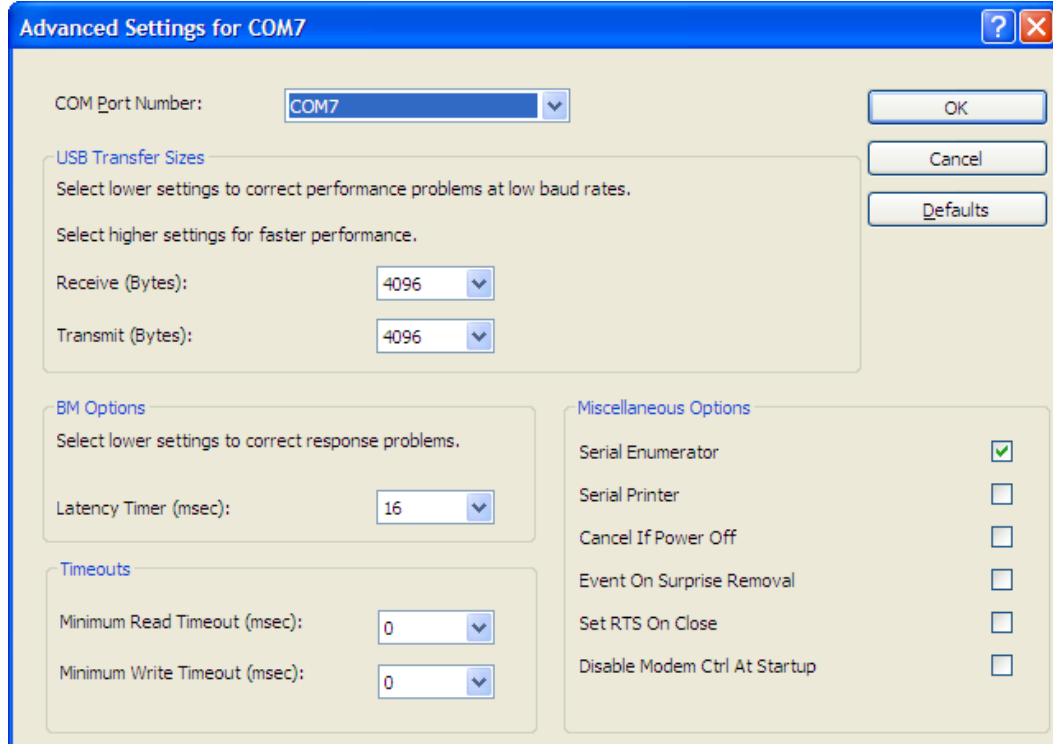 Advanced Settings for COM7
COM Port Number: COM7
OK
USB Transfer Sizes
Cancel
Select lower settings to correct performance problems at low baud rates.
Defaults
Select higher settings for faster performance.
Receive (Bytes): 4096
Transmit (Bytes): 4096
BM Options
Select lower settings to correct response problems.
Latency Timer (msec): 16
Timeouts
Minimum Read Timeout (msec): 0
Minimum Write Timeout (msec): 0
Miscellaneous Options
Serial Enumerator
Serial Printer
Cancel If Power Off
Event On Surprise Removal
Set RTS On Close
Disable Modem Ctrl At Startup